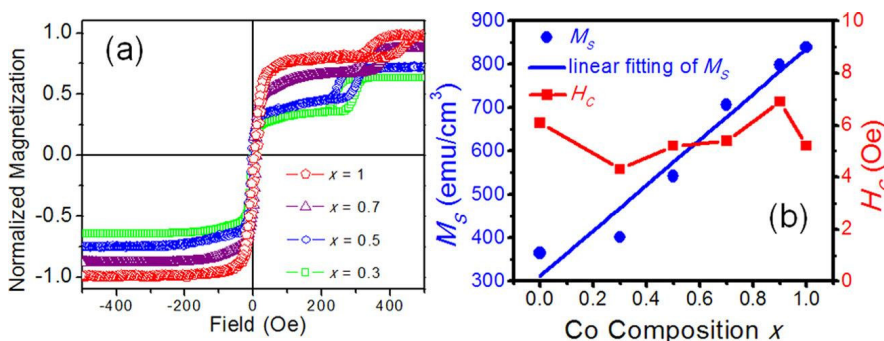 (a)
Normalized Magnetization
1.0
0.5
0.0
-0.5
-1.0
x = 1
x = 0.7
x = 0.5
x = 0.3
-400 -200 0 200 400
Field (Oe)
(b)
M_S (emu/cm³)
900
800
700
600
500
400
300
M_s
linear fitting of M_s
H_c
10
8
6
4
2
0
H_c (Oe)
0.0 0.2 0.4 0.6 0.8 1.0
Co Composition x